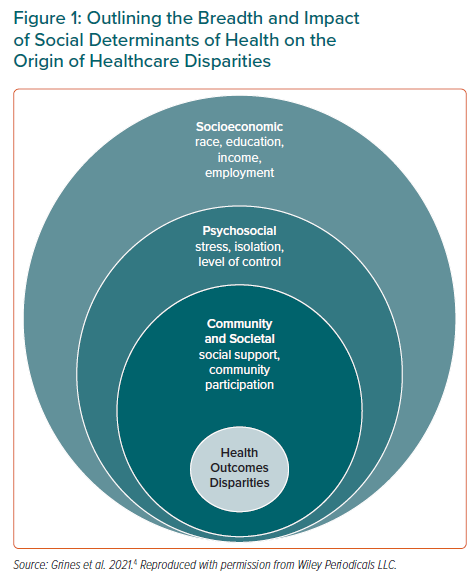 Figure 1: Outlining the Breadth and Impact
of Social Determinants of Health on the
Origin of Healthcare Disparities
Socioeconomic
race, education,
income,
employment
Psychosocial
stress, isolation,
level of control
Community
and Societal
social support,
community
participation
Health
Outcomes
Disparities
Source: Grines et al. 2021.⁴ Reproduced with permission from Wiley Periodicals LLC.